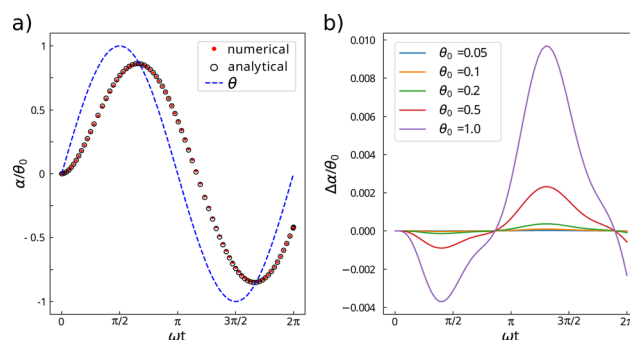 a)
α/θ₀
1
0.5
0
- 0.5
- 1
0
π/2
π
3π/2
2π
ωt
numerical
analytical
θ
b)
Δα/θ₀
0.010
0.008
0.006
0.004
0.002
0.000
−0.002
−0.004
0
π/2
π
3π/2
2π
ωt
θ₀ =0.05
θ₀ =0.1
θ₀ =0.2
θ₀ =0.5
θ₀ =1.0